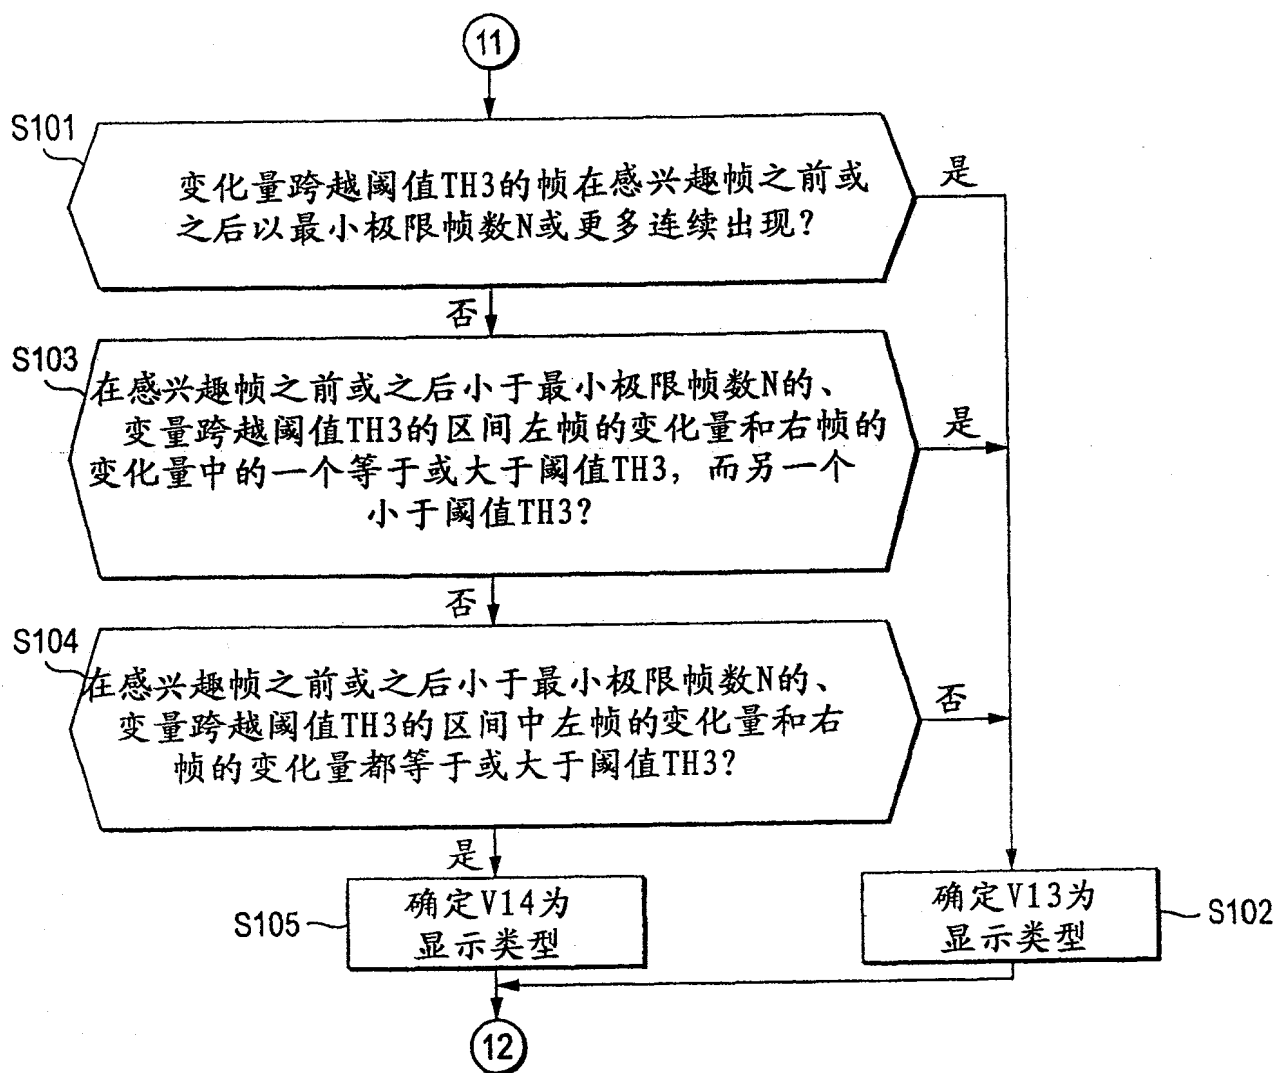 11
S101
变化量跨越阈值TH3的帧在感兴趣帧之前或
之后以最小极限帧数N或更多连续出现?
是
否
S103
在感兴趣帧之前或之后小于最小极限帧数N的、
变量跨越阈值TH3的区间左帧的变化量和右帧的
变化量中的一个等于或大于阈值TH3, 而另一个
小于阈值TH3?
是
否
S104
在感兴趣帧之前或之后小于最小极限帧数N的、
变量跨越阈值TH3的区间中左帧的变化量和右
帧的变化量都等于或大于阈值TH3?
否
是
S105
确定V14为
显示类型
确定V13为
显示类型
S102
12